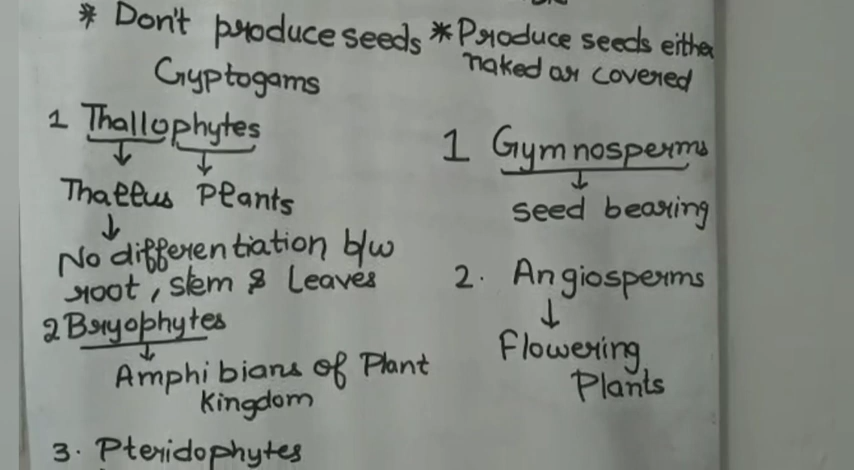 * Don't produce seeds
Cryptogams
1 Thallophytes
Thallus Plants
No differentiation b/w
root, stem & Leaves
2 Bryophytes
Amphibians of Plant
Kingdom
3. Pteridophytes
* Produce seeds either
naked or covered
1 Gymnosperms
seed bearing
2. Angiosperms
Flowering
Plants